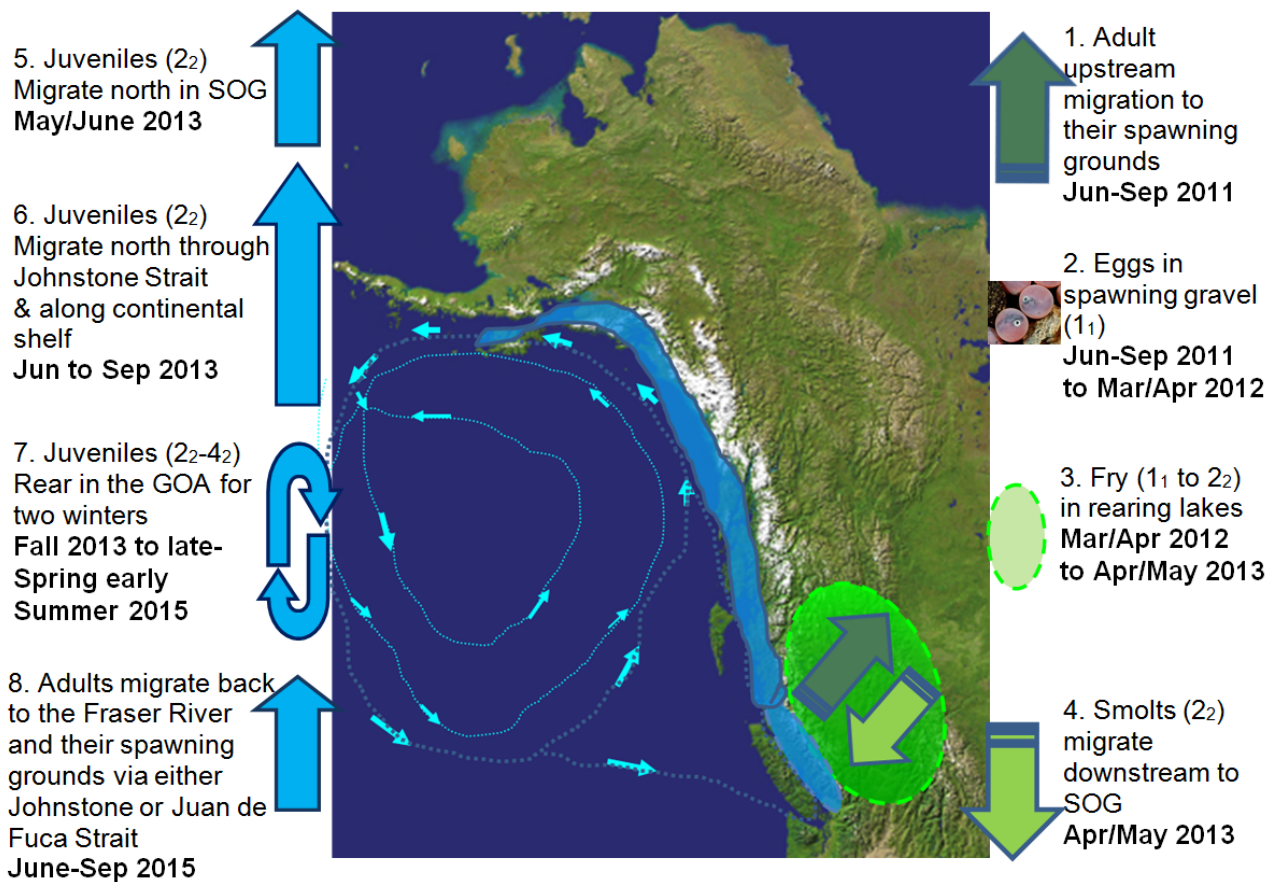 1. Adult
upstream
migration to
their spawning
grounds
Jun-Sep 2011
2. Eggs in
spawning gravel
(1₁)
Jun-Sep 2011
to Mar/Apr 2012
3. Fry (1₁ to 2₂)
in rearing lakes
Mar/Apr 2012
to Apr/May 2013
4. Smolts (2₂)
migrate
downstream to
SOG
Apr/May 2013
5. Juveniles (2₂)
Migrate north in SOG
May/June 2013
6. Juveniles (2₂)
Migrate north through
Johnstone Strait
& along continental
shelf
Jun to Sep 2013
7. Juveniles (2₂-4₂)
Rear in the GOA for
two winters
Fall 2013 to late-
Spring early
Summer 2015
8. Adults migrate back
to the Fraser River
and their spawning
grounds via either
Johnstone or Juan de
Fuca Strait
June-Sep 2015